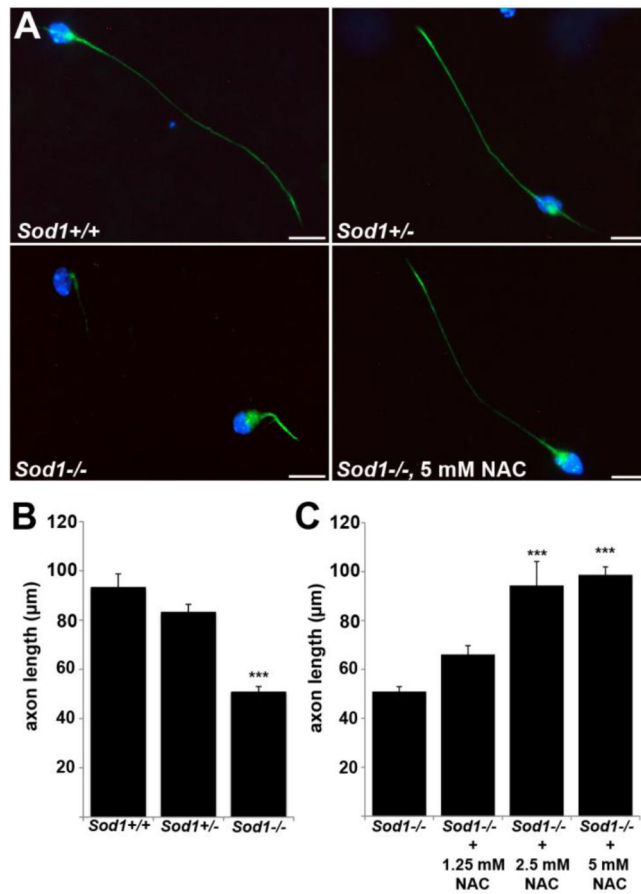 A
Sod1+/+
Sod1+/-
Sod1-/-
Sod1-/-, 5 mM NAC
B
axon length (µm)
120
100
80
60
40
20
Sod1+/+ Sod1+/- Sod1-/-
***
C
axon length (µm)
120
100
80
60
40
20
*** ***
Sod1-/- Sod1-/- Sod1-/- Sod1-/-
+ + +
1.25 mM 2.5 mM 5 mM
NAC NAC NAC